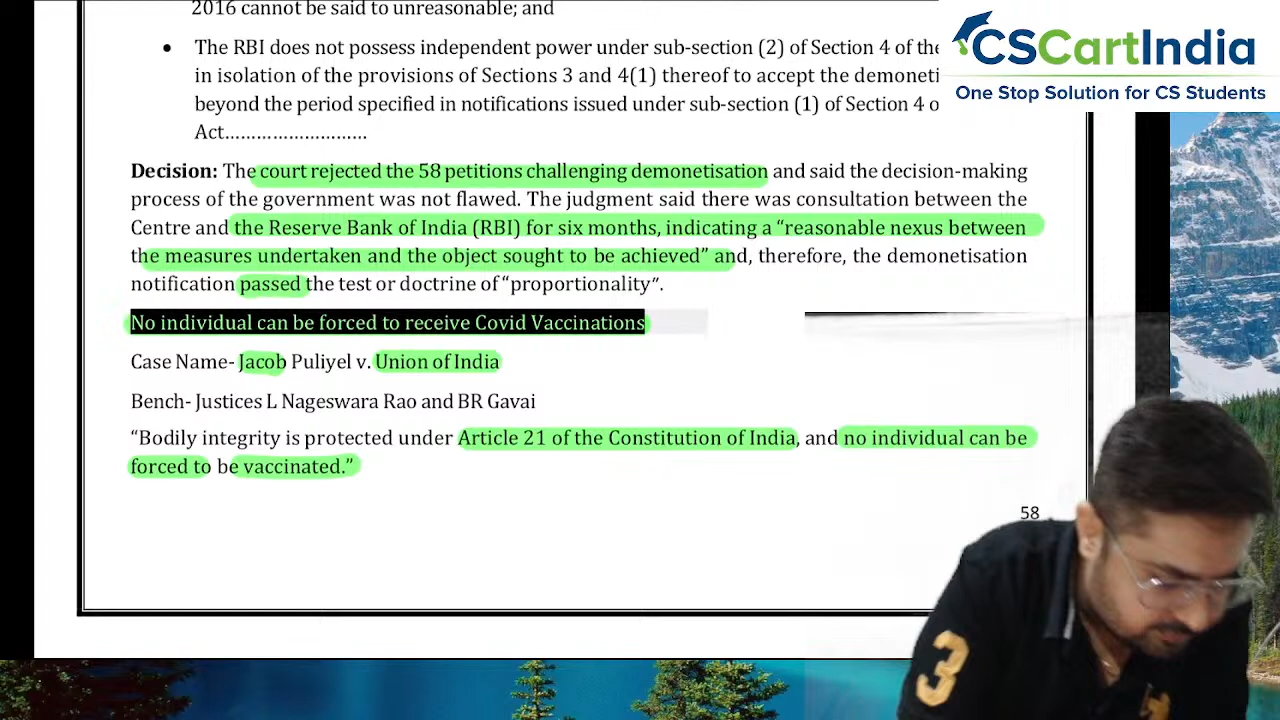 2016 cannot be said to unreasonable; and
• The RBI does not possess independent power under sub-section (2) of Section 4 of the
in isolation of the provisions of Sections 3 and 4(1) thereof to accept the demoneti
beyond the period specified in notifications issued under sub-section (1) of Section 4 o
Act………………………
Decision: The court rejected the 58 petitions challenging demonetisation and said the decision-making
process of the government was not flawed. The judgment said there was consultation between the
Centre and the Reserve Bank of India (RBI) for six months, indicating a “reasonable nexus between
the measures undertaken and the object sought to be achieved” and, therefore, the demonetisation
notification passed the test or doctrine of “proportionality”.
No individual can be forced to receive Covid Vaccinations
Case Name- Jacob Puliyel v. Union of India
Bench- Justices L Nageswara Rao and BR Gavai
“Bodily integrity is protected under Article 21 of the Constitution of India, and no individual can be
forced to be vaccinated.”
58
CSCartIndia
One Stop Solution for CS Students
3